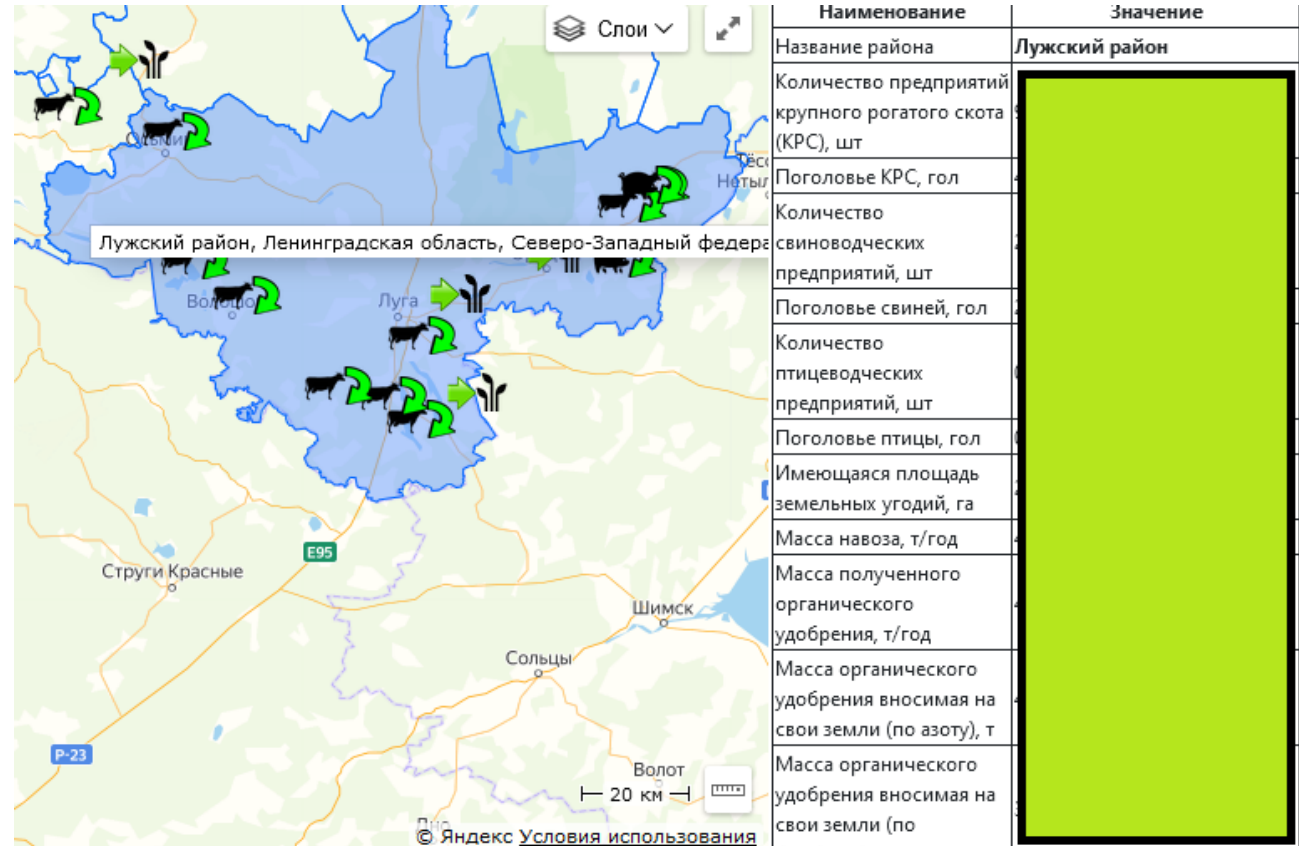 Слои
Осьми
Нетыл
Лужский район, Ленинградская область, Северо-Западный федера
Луга
E95
Струги Красные
Шимск
Сольцы
Р-23
Волот
20 км
© Яндекс Условия использования
Наименование Значение
Название района Лужский район
Количество предприятий
крупного рогатого скота
(КРС), шт
Поголовье КРС, гол
Количество
свиноводческих
предприятий, шт
Поголовье свиней, гол
Количество
птицеводческих
предприятий, шт
Поголовье птицы, гол
Имеющаяся площадь
земельных угодий, га
Масса навоза, т/год
Масса полученного
органического
удобрения, т/год
Масса органического
удобрения вносимая на
свои земли (по азоту), т
Масса органического
удобрения вносимая на
свои земли (по